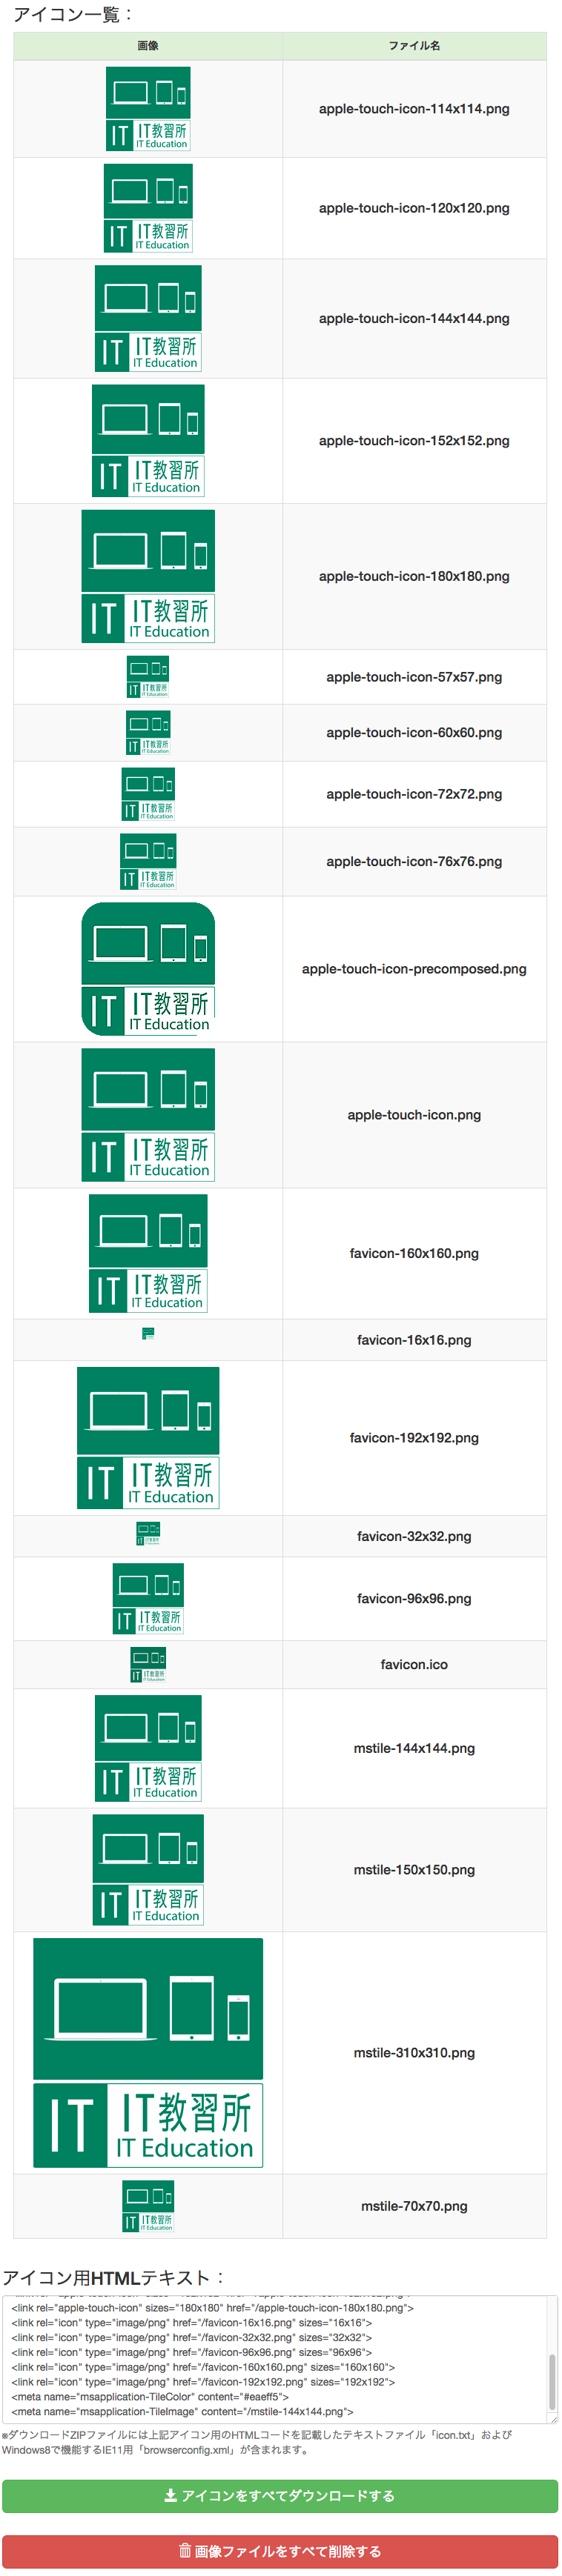 アイコン一覧：
画像 ファイル名
IT IT教習所 IT Education apple-touch-icon-114x114.png
IT IT教習所 IT Education apple-touch-icon-120x120.png
IT IT教習所 IT Education apple-touch-icon-144x144.png
IT IT教習所 IT Education apple-touch-icon-152x152.png
IT IT教習所 IT Education apple-touch-icon-180x180.png
IT IT教習所 IT Education apple-touch-icon-57x57.png
IT IT教習所 IT Education apple-touch-icon-60x60.png
IT IT教習所 IT Education apple-touch-icon-72x72.png
IT IT教習所 IT Education apple-touch-icon-76x76.png
IT IT教習所 IT Education apple-touch-icon-precomposed.png
IT IT教習所 IT Education apple-touch-icon.png
IT IT教習所 IT Education favicon-160x160.png
favicon-16x16.png
IT IT教習所 IT Education favicon-192x192.png
favicon-32x32.png
IT IT教習所 IT Education favicon-96x96.png
IT IT教習所 favicon.ico
IT IT教習所 IT Education mstile-144x144.png
IT IT教習所 IT Education mstile-150x150.png
IT IT教習所 IT Education mstile-310x310.png
IT IT教習所 IT Education mstile-70x70.png
アイコン用HTMLテキスト：
<link rel="apple-touch-icon" sizes="180x180" href="/apple-touch-icon-180x180.png">
<link rel="icon" type="image/png" href="/favicon-16x16.png" sizes="16x16">
<link rel="icon" type="image/png" href="/favicon-32x32.png" sizes="32x32">
<link rel="icon" type="image/png" href="/favicon-96x96.png" sizes="96x96">
<link rel="icon" type="image/png" href="/favicon-160x160.png" sizes="160x160">
<link rel="icon" type="image/png" href="/favicon-192x192.png" sizes="192x192">
<meta name="msapplication-TileColor" content="#eaeff5">
<meta name="msapplication-TileImage" content="/mstile-144x144.png">
※ダウンロードZIPファイルには上記アイコン用のHTMLコードを記載したテキストファイル「icon.txt」および
Windows8で機能するIE11用「browserconfig.xml」が含まれます。
アイコンをすべてダウンロードする
画像ファイルをすべて削除する